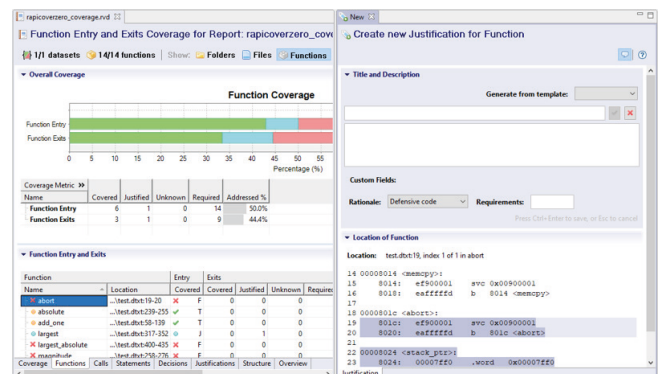 rapicoverzero_coverage.rvd
Function Entry and Exits Coverage for Report: rapicoverzero_cove
1/1 datasets 14/14 functions Show: Folders Files Functions
Overall Coverage
Function Coverage
Function Entry
Function Exits
0 5 10 15 20 25 30 35 40 45 50 55
Percentage (%)
Coverage Metric
Name Covered Justified Unknown Required Addressed %
Function Entry 6 1 0 14 50.0%
Function Exits 3 1 0 9 44.4%
Function Entry and Exits
Function Entry Exits
Name Location Covered Covered Justified Unknown Required
abort ...\test.dtxt:19-20 F 0 0 0
absolute ...\test.dtxt:239-255 T 0 0 0
add_one ...\test.dtxt:58-139 T 0 0 0
largest ...\test.dtxt:317-352 J 0 1 0
largest_absolute ...\test.dtxt:400-435 F 0 0 0
magnitude ...\test.dtxt:258-276 F 0 0 0
Coverage Functions Calls Statements Decisions Justifications Structure Overview
New
Create new Justification for Function
Title and Description
Generate from template:
Custom Fields:
Rationale: Defensive code Requirements:
Press Ctrl+Enter to save, or Esc to cancel
Location of Function
Location: test.dtxt:19, index 1 of 1 in abort
14 00008014 <memcpy>:
15 8014: ef900001 svc 0x00900001
16 8018: eafffffd b 8014 <memcpy>
17
18 0000801c <abort>:
19 801c: ef900001 svc 0x00900001
20 8020: eafffffd b 801c <abort>
21
22 00008024 <stack_ptr>:
23 8024: 00007ff0 .word 0x00007ff0
Justification